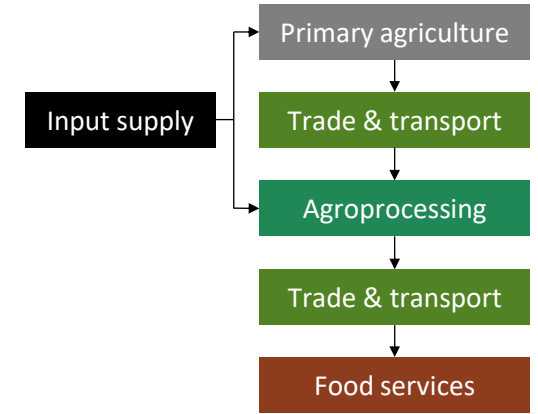 Primary agriculture
Input supply
Trade & transport
Agroprocessing
Trade & transport
Food services